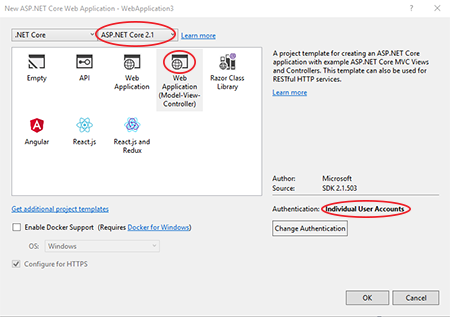 New ASP.NET Core Web Application - WebApplication3
.NET Core
ASP.NET Core 2.1
Learn more
Empty
API
Web
Application
Web
Application
(Model-View-
Controller)
Razor Class
Library
Angular
React.js
React.js and
Redux
A project template for creating an ASP.NET Core
application with example ASP.NET Core MVC Views
and Controllers. This template can also be used for
RESTful HTTP services.
Learn more
Author: Microsoft
Source: SDK 2.1.503
Authentication: Individual User Accounts
Change Authentication
Get additional project templates
Enable Docker Support (Requires Docker for Windows)
OS: Windows
Configure for HTTPS
OK
Cancel